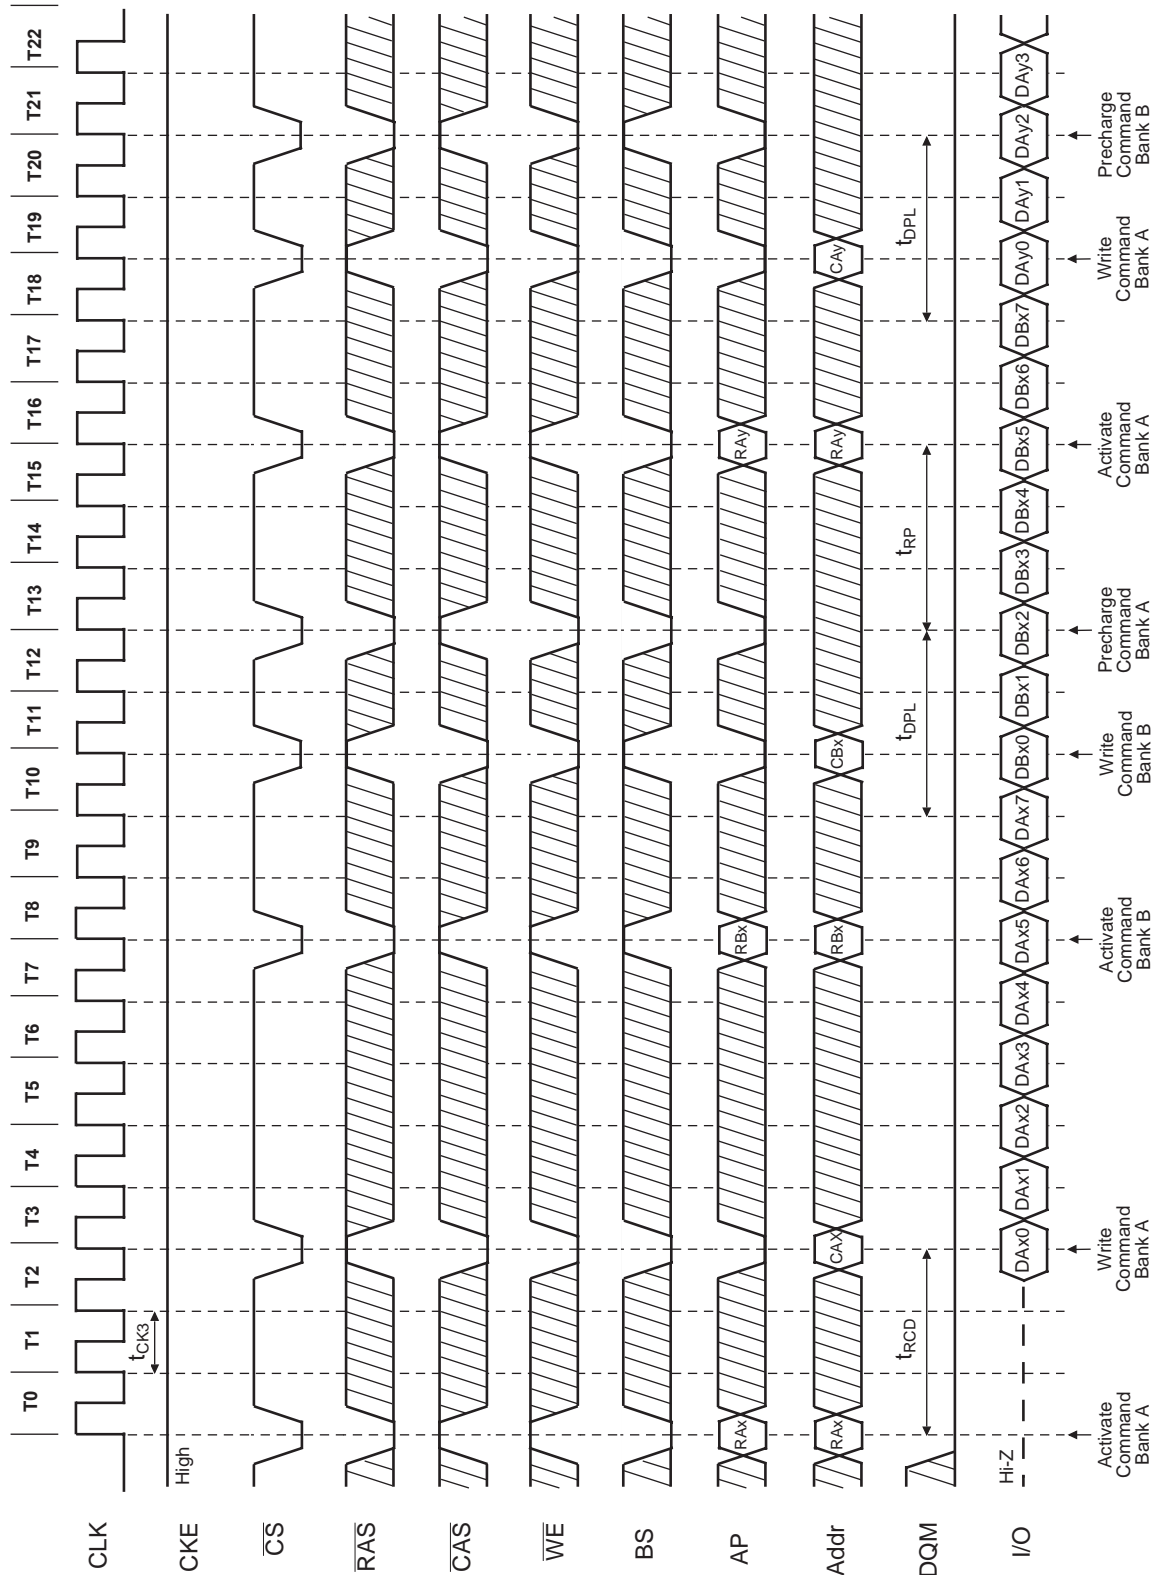 T0 T1 T2 T3 T4 T5 T6 T7 T8 T9 T10 T11 T12 T13 T14 T15 T16 T17 T18 T19 T20 T21 T22
CLK
tCK3
CKE
High
CS
RAS
CAS
WE
BS
AP
RAx RBx RAy
Addr
RAx CAX RBx CBx RAy CAy
DQM
tRCD tDPL tRP tDPL
I/O
Hi-Z
DAx0 DAx1 DAx2 DAx3 DAx4 DAx5 DAx6 DAx7 DBx0 DBx1 DBx2 DBx3 DBx4 DBx5 DBx6 DBx7 DAy0 DAy1 DAy2 DAy3
Activate
Command
Bank A
Write
Command
Bank A
Activate
Command
Bank B
Write
Command
Bank B
Precharge
Command
Bank A
Activate
Command
Bank A
Write
Command
Bank A
Precharge
Command
Bank B